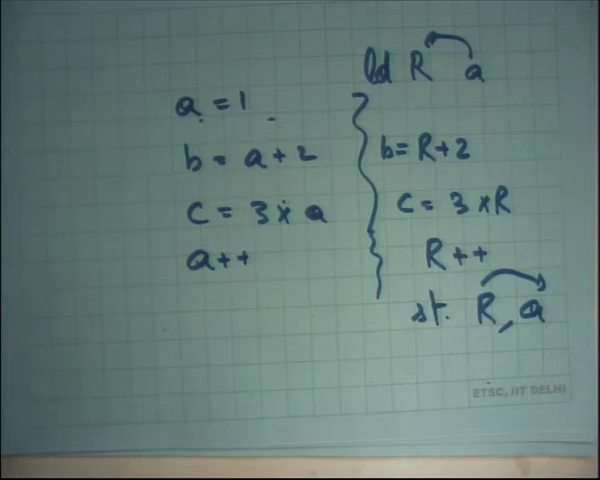 ld R a
a = 1
b = a + 2
b = R + 2
c = 3 × a
c = 3 × R
a++
R++
st. R, a
ETSC, IIT DELHI